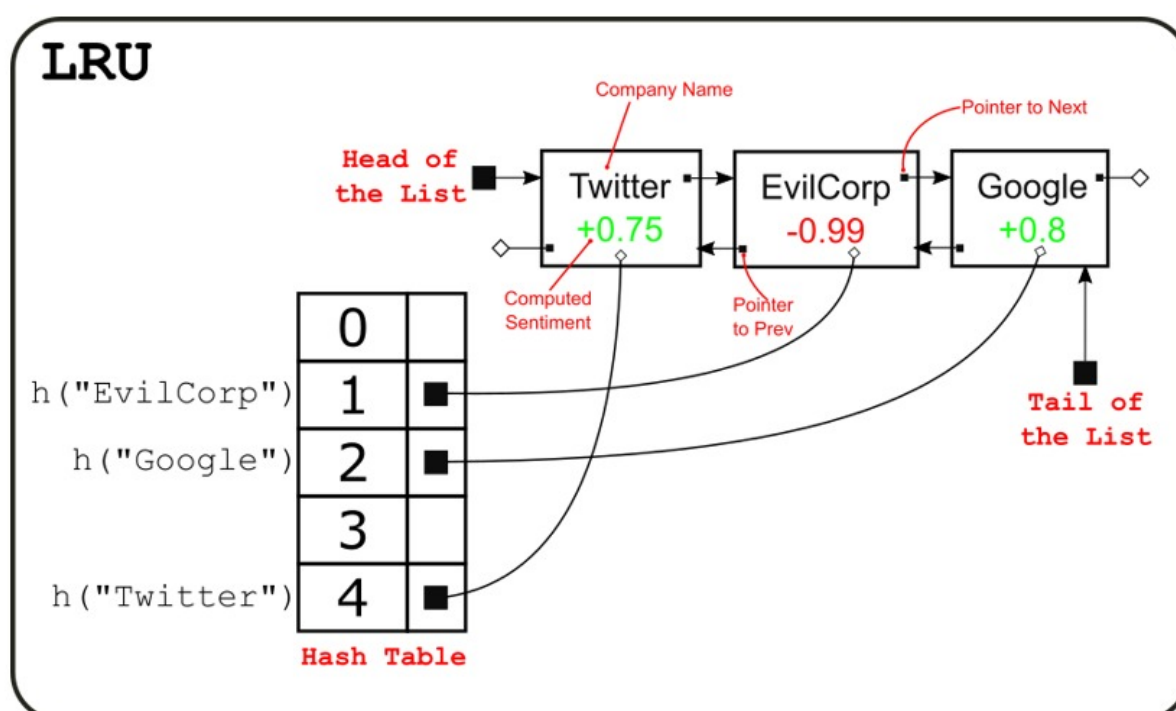 LRU
Company Name
Pointer to Next
Head of
the List
Twitter
+0.75
EvilCorp
-0.99
Google
+0.8
Computed
Sentiment
Pointer
to Prev
Tail of
the List
0
h("EvilCorp") 1
h("Google") 2
3
h("Twitter") 4
Hash Table